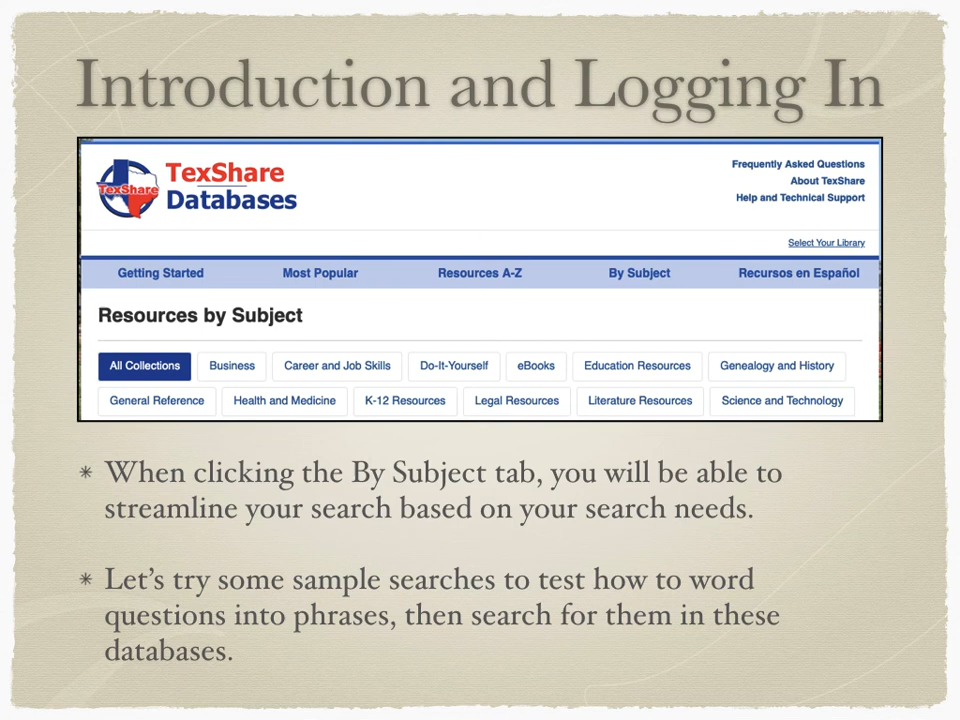 Introduction and Logging In
TexShare
TexShare
Databases
Frequently Asked Questions
About TexShare
Help and Technical Support
Select Your Library
Getting Started Most Popular Resources A-Z By Subject Recursos en Español
Resources by Subject
All Collections Business Career and Job Skills Do-It-Yourself eBooks Education Resources Genealogy and History
General Reference Health and Medicine K-12 Resources Legal Resources Literature Resources Science and Technology
* When clicking the By Subject tab, you will be able to
streamline your search based on your search needs.
* Let’s try some sample searches to test how to word
questions into phrases, then search for them in these
databases.